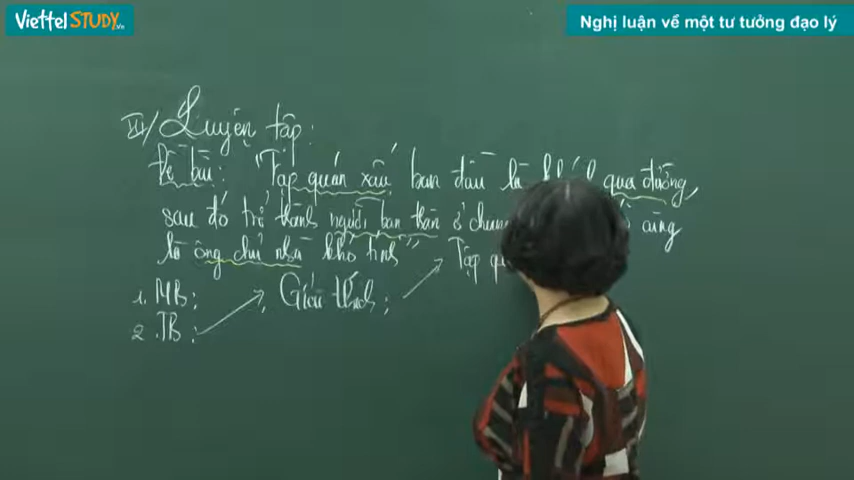 ViettelSTUDY.vn
Nghị luận về một tư tưởng đạo lý
III/ Luyện tập:
Đề bài: "Tập quán xấu ban đầu là qua đường,
sau đó trở thành người bạn thân ở chung
là ông chủ nhà khó tính"
1. MB:
Giải thích: Tập
2. TB: